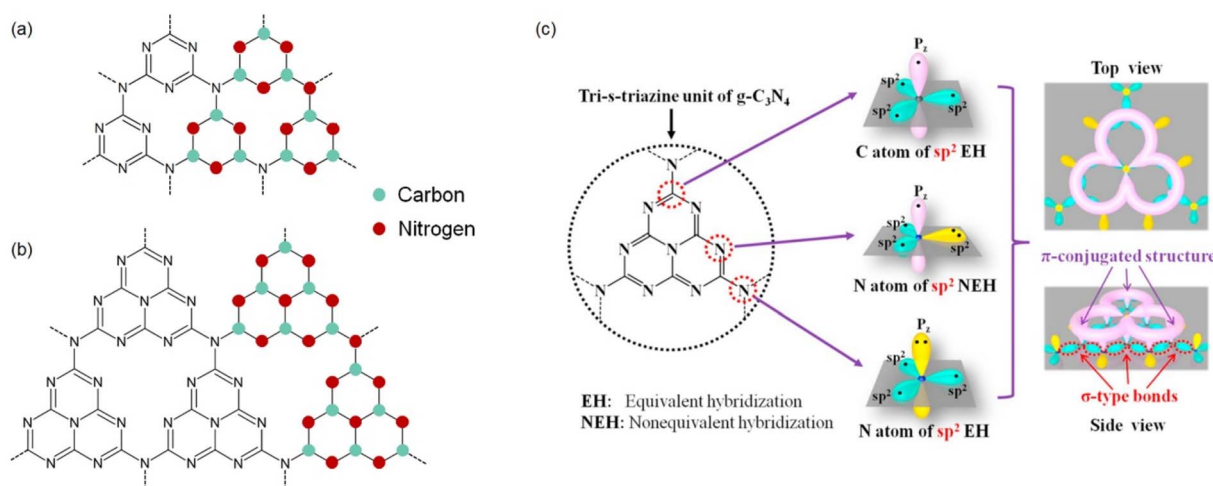 (a)
N
N
N
N
N
N
N
N
N
N
N
Carbon
Nitrogen
(b)
(c)
Tri-s-triazine unit of g-C₃N₄
N
N
N
N
N
N
N
N
N
N
EH: Equivalent hybridization
NEH: Nonequivalent hybridization
Pz
sp²
sp²
sp²
C atom of sp² EH
Pz
sp²
sp²
N atom of sp² NEH
Pz
sp²
sp²
sp²
N atom of sp² EH
Top view
π-conjugated structure
σ-type bonds
Side view